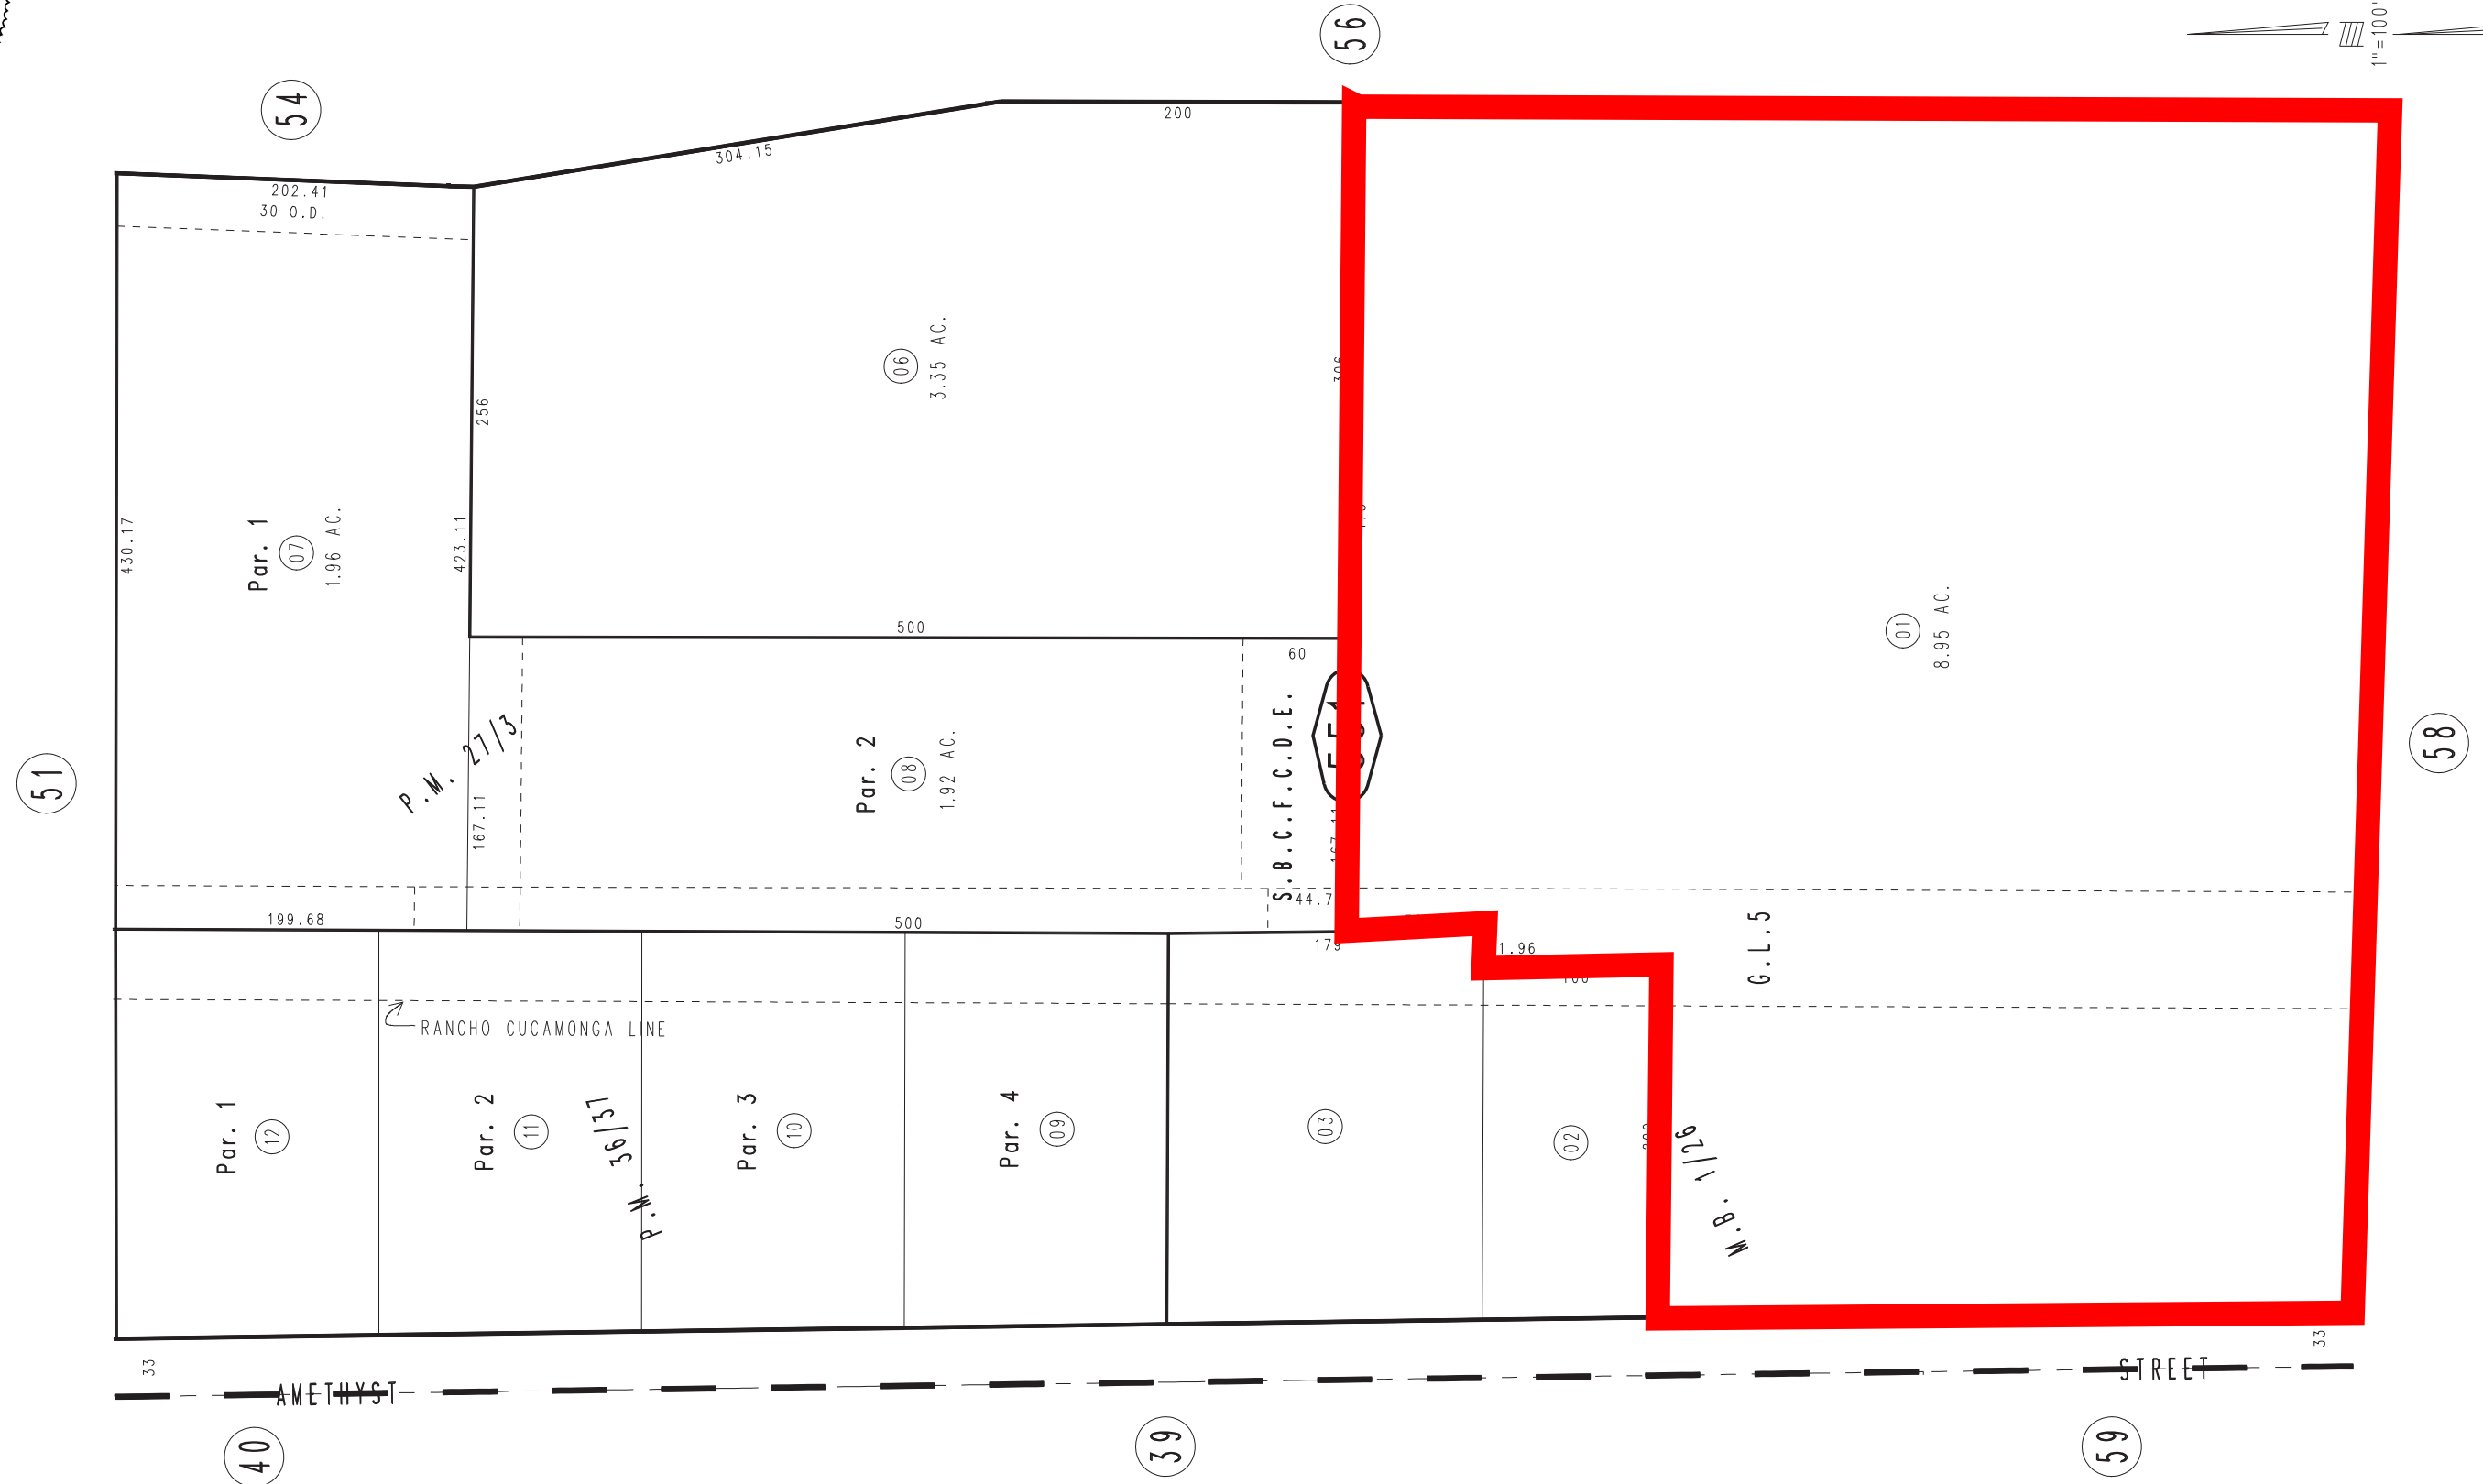 54
56
1"=100'
200
304.15
202.41
30 O.D.
06
3.35 AC.
256
430.17
Par. 1
07
1.96 AC.
423.11
500
60
01
8.95 AC.
51
P.M. 27/3
167.11
Par. 2
08
1.92 AC.
S.B.C.F.C.D.E.
58
199.68
500
44.7
179
1.96
G.L.5
RANCHO CUCAMONGA LINE
Par. 1
12
Par. 2
11
P.M. 36/37
Par. 3
10
Par. 4
09
03
02
M.B. 1/26
33
33
AMETHYST
STREET
40
39
59